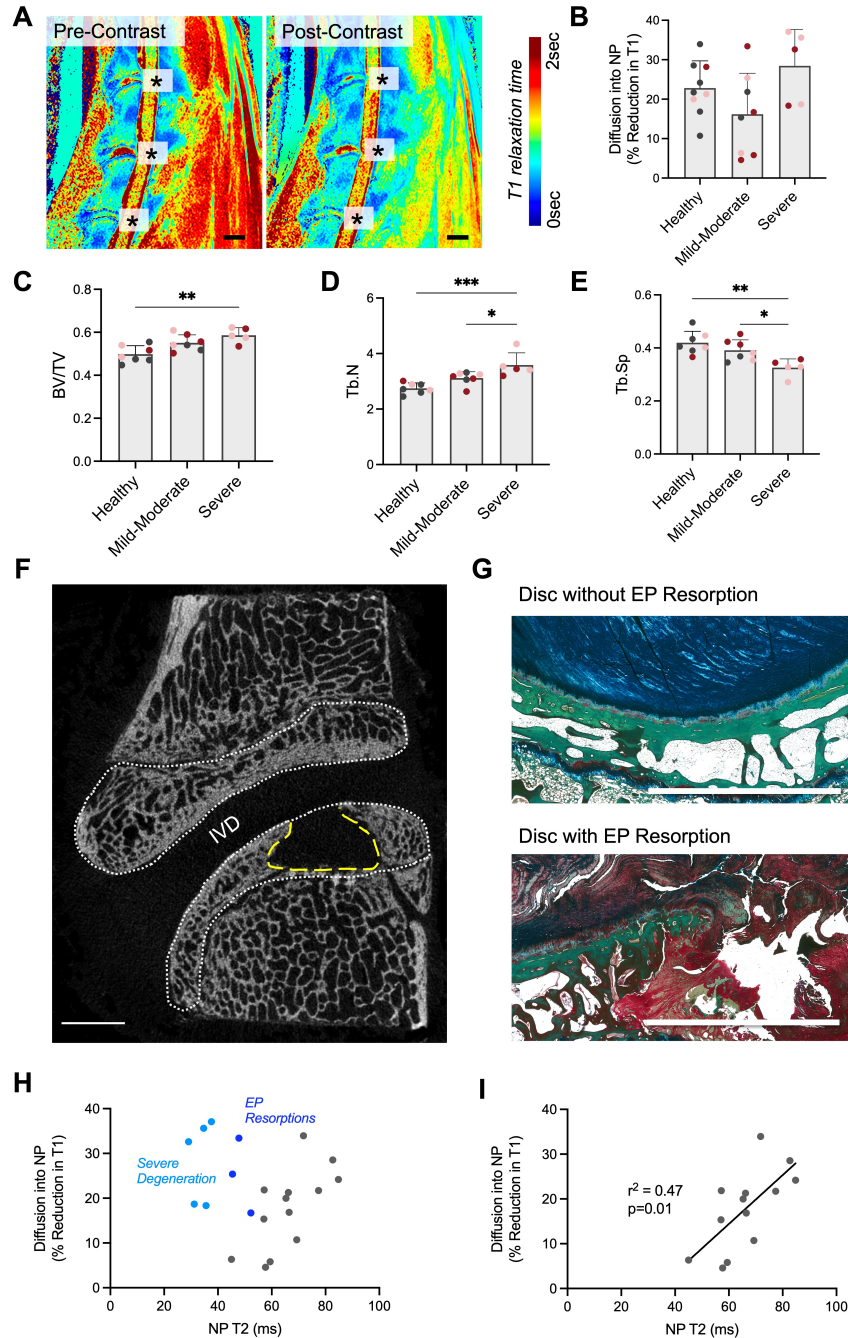 A
Pre-Contrast
Post-Contrast
*
*
*
*
*
*
2sec
T1 relaxation time
0sec
B
Diffusion into NP
(% Reduction in T1)
40
30
20
10
0
Healthy
Mild-Moderate
Severe
C
BV/TV
0.8
0.6
0.4
0.2
0.0
**
Healthy
Mild-Moderate
Severe
D
Tb.N
6
4
2
0
***
*
Healthy
Mild-Moderate
Severe
E
Tb.Sp
0.6
0.4
0.2
0.0
**
*
Healthy
Mild-Moderate
Severe
F
IVD
G
Disc without EP Resorption
Disc with EP Resorption
H
Diffusion into NP
(% Reduction in T1)
40
30
20
10
0
EP
Resorptions
Severe
Degeneration
0 20 40 60 80 100
NP T2 (ms)
I
Diffusion into NP
(% Reduction in T1)
40
30
20
10
0
r² = 0.47
p=0.01
0 20 40 60 80 100
NP T2 (ms)